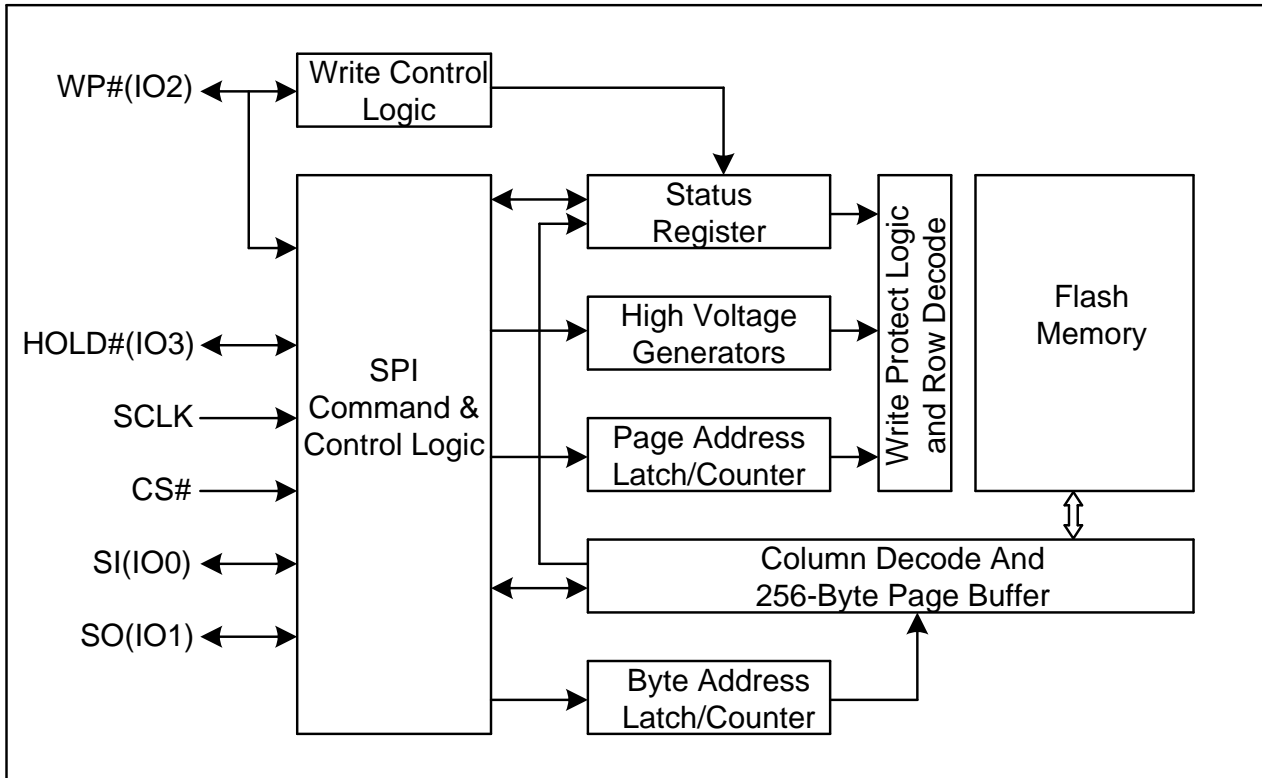 WP#(IO2)
Write Control
Logic
HOLD#(IO3)
SCLK
CS#
SI(IO0)
SO(IO1)
SPI
Command &
Control Logic
Status
Register
High Voltage
Generators
Page Address
Latch/Counter
Write Protect Logic
and Row Decode
Flash
Memory
Column Decode And
256-Byte Page Buffer
Byte Address
Latch/Counter